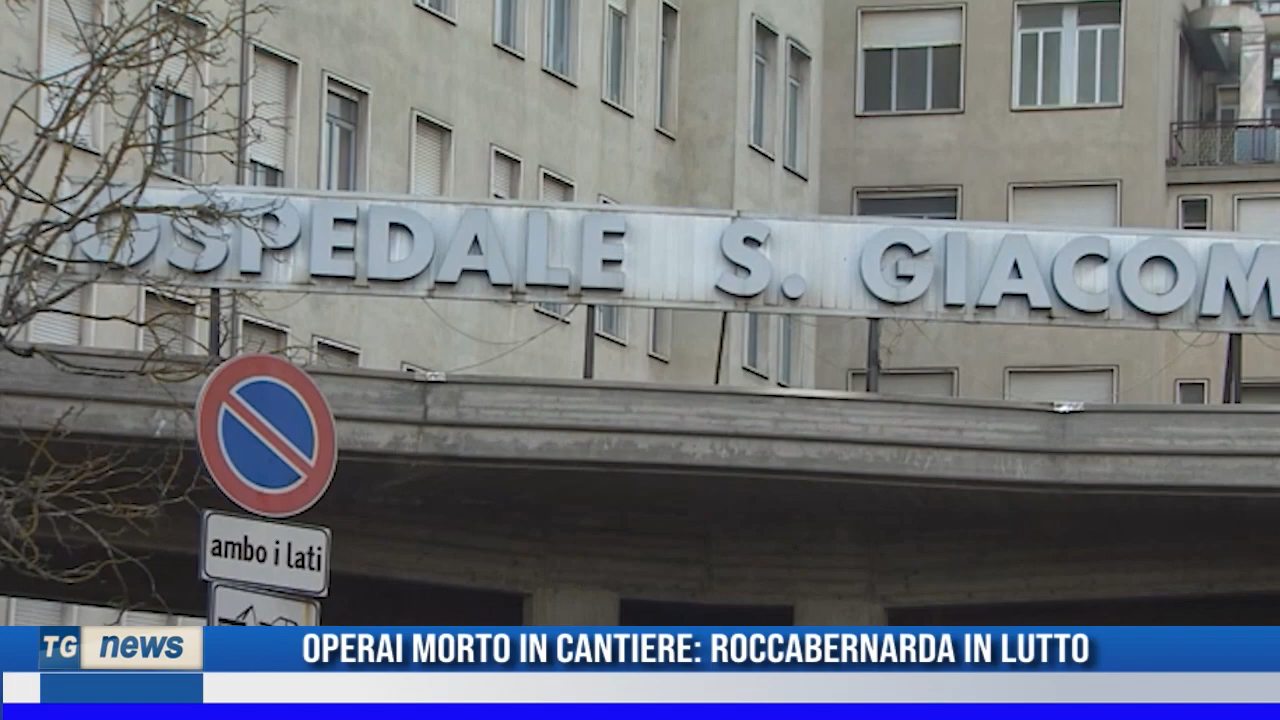 OSPEDALE S. GIACOM
ambo i lati
TG news OPERAI MORTO IN CANTIERE: ROCCABERNARDA IN LUTTO